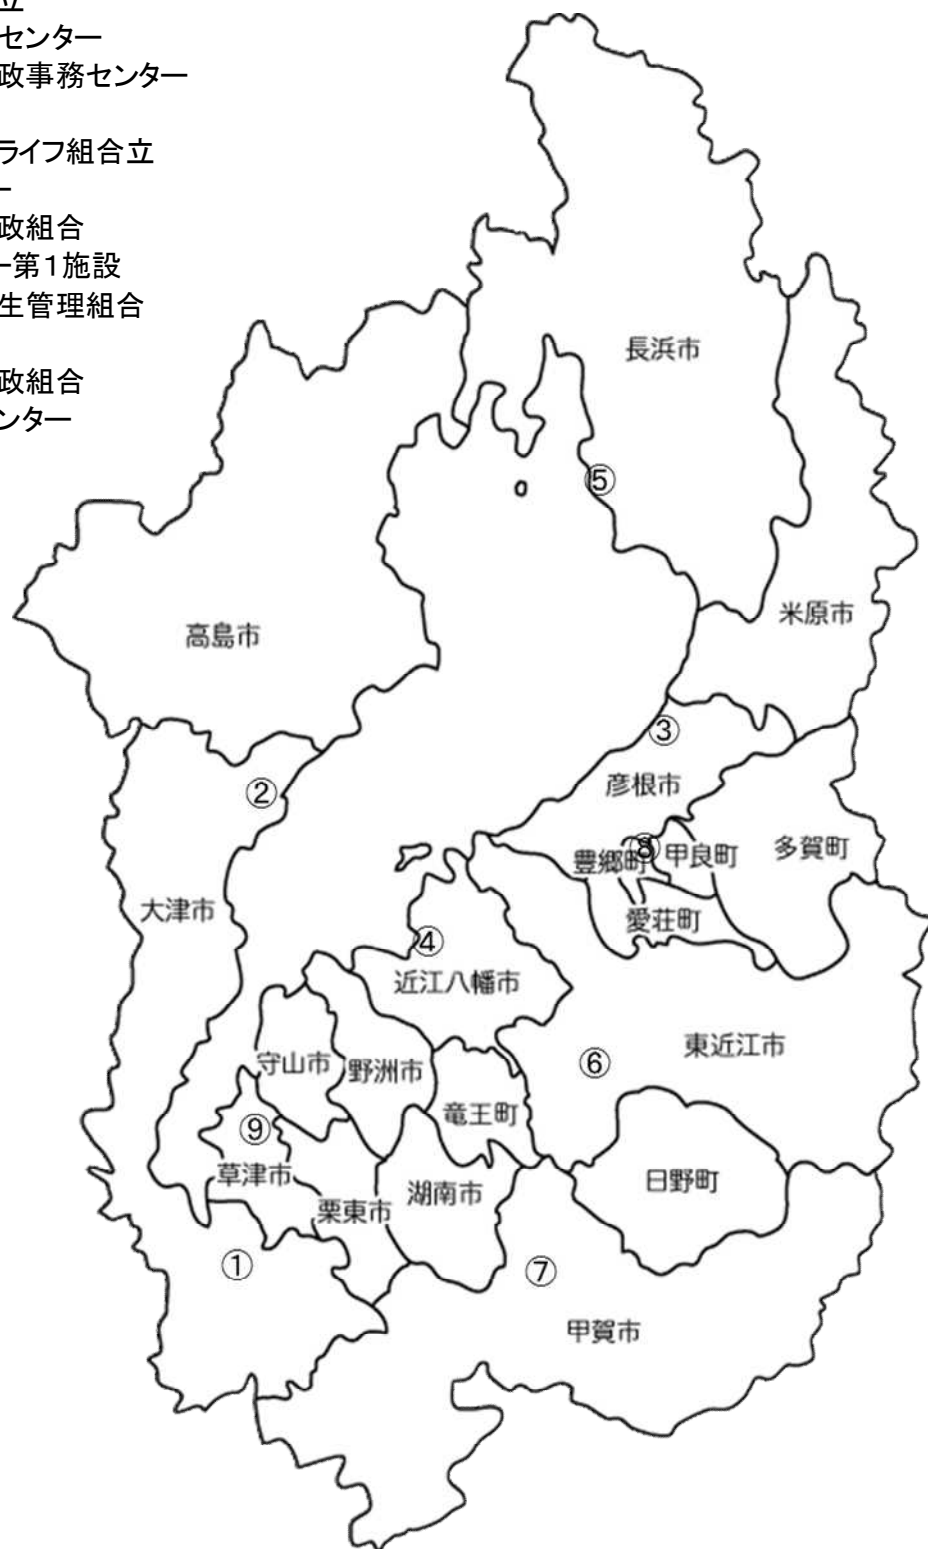 立
センター
政事務センター
ライフ組合立
ー
政組合
ー第1施設
生管理組合
政組合
ンター
長浜市
⑤
米原市
高島市
③
彦根市
②
⑧
豊郷町
甲良町
多賀町
大津市
愛荘町
④
近江八幡市
東近江市
守山市
野洲市
⑥
竜王町
⑨
草津市
日野町
湖南市
栗東市
①
⑦
甲賀市